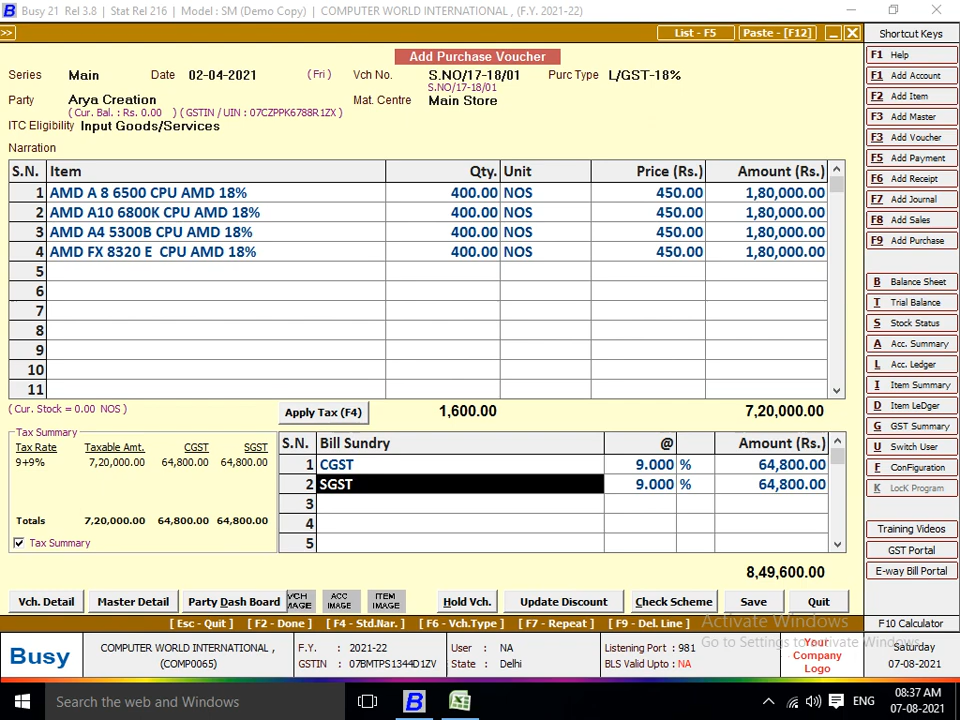 Busy 21 Rel 3.8 | Stat Rel 216 | Model : SM (Demo Copy) | COMPUTER WORLD INTERNATIONAL , (F.Y. 2021-22)
>> List - F5 Paste - [F12]
Add Purchase Voucher
Series Main Date 02-04-2021 (Fri) Vch No. S.NO/17-18/01 Purc Type L/GST-18%
S.NO/17-18/01
Party Arya Creation Mat. Centre Main Store
( Cur. Bal. : Rs. 0.00 ) ( GSTIN / UIN : 07CZPPK6788R1ZX )
ITC Eligibility Input Goods/Services
Narration
S.N. Item Qty. Unit Price (Rs.) Amount (Rs.)
1 AMD A 8 6500 CPU AMD 18% 400.00 NOS 450.00 1,80,000.00
2 AMD A10 6800K CPU AMD 18% 400.00 NOS 450.00 1,80,000.00
3 AMD A4 5300B CPU AMD 18% 400.00 NOS 450.00 1,80,000.00
4 AMD FX 8320 E CPU AMD 18% 400.00 NOS 450.00 1,80,000.00
5
6
7
8
9
10
11
( Cur. Stock = 0.00 NOS ) Apply Tax (F4) 1,600.00 7,20,000.00
Tax Summary
Tax Rate Taxable Amt. CGST SGST
9+9% 7,20,000.00 64,800.00 64,800.00
Totals 7,20,000.00 64,800.00 64,800.00
Tax Summary
S.N. Bill Sundry @ Amount (Rs.)
1 CGST 9.000 % 64,800.00
2 SGST 9.000 % 64,800.00
3
4
5
8,49,600.00
Vch. Detail Master Detail Party Dash Board VCH IMAGE ACC IMAGE ITEM IMAGE Hold Vch. Update Discount Check Scheme Save Quit
[ Esc - Quit ] [ F2 - Done ] [ F4 - Std.Nar. ] [ F6 - Vch.Type ] [ F7 - Repeat ] [ F9 - Del. Line ]
Shortcut Keys
F1 Help
F1 Add Account
F2 Add Item
F3 Add Master
F3 Add Voucher
F5 Add Payment
F6 Add Receipt
F7 Add Journal
F8 Add Sales
F9 Add Purchase
B Balance Sheet
T Trial Balance
S Stock Status
A Acc. Summary
L Acc. Ledger
I Item Summary
D Item LeDger
G GST Summary
U Switch User
F ConFiguration
K LocK Program
Training Videos
GST Portal
E-way Bill Portal
F10 Calculator
Activate Windows
Go to Settings to activate Windows.
Busy
COMPUTER WORLD INTERNATIONAL ,
(COMP0065)
F.Y. : 2021-22
GSTIN : 07BMTPS1344D1ZV
User : NA
State : Delhi
Listening Port : 981
BLS Valid Upto : NA
Your
Company
Logo
Saturday
07-08-2021
Search the web and Windows
ENG
08:37 AM
07-08-2021